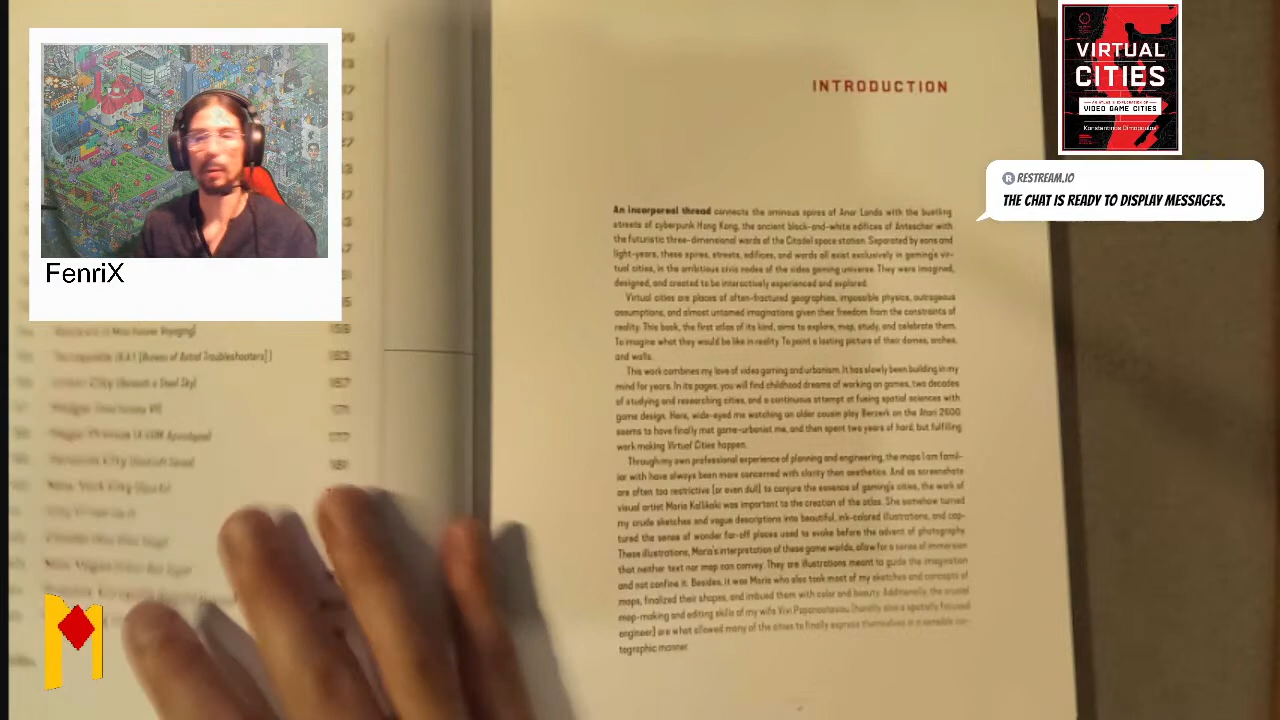 FenriX
[Beneath a Steel Sky]
153
163
167
171
177
181
INTRODUCTION
An incorporeal thread connects the ominous spires of Anor Londo with the bustling
streets of cyberpunk Hong Kong, the ancient black-and-white edifices of Antescher with
the futuristic three-dimensional wards of the Citadel space station. Separated by eons and
light-years, these spires, streets, edifices, and wards all exist exclusively in gaming's vir-
tual cities, in the ambitious civic nodes of the video gaming universe. They were imagined,
designed, and created to be interactively experienced and explored.
Virtual cities are places of often-fractured geographies, impossible physics, outrageous
assumptions, and almost untamed imaginations given their freedom from the constraints of
reality. This book, the first atlas of its kind, aims to explore, map, study, and celebrate them.
To imagine what they would be like in reality. To paint a lasting picture of their domes, arches,
and walls.
This work combines my love of video gaming and urbanism. It has slowly been building in my
mind for years. In its pages, you will find childhood dreams of working on games, two decades
of studying and researching cities, and a continuous attempt at fusing spatial sciences with
game design. Here, wide-eyed me watching an older cousin play Berzerk on the Atari 2600
seems to have finally met game-urbanist me, and then spent two years of hard, but fulfilling
work making Virtual Cities happen.
Through my own professional experience of planning and engineering, the maps I am famil-
iar with have always been more concerned with clarity than aesthetics. And as screenshots
are often too restrictive [or even dull] to conjure the essence of gaming's cities, the work of
visual artist Maria Kallikaki was important to the creation of the atlas. She somehow turned
my crude sketches and vague descriptions into beautiful, ink-colored illustrations, and cap-
tured the sense of wonder far-off places used to evoke before the advent of photography.
These illustrations, Maria's interpretation of these game worlds, allow for a sense of immersion
that neither text nor map can convey. They are illustrations meant to guide the imagination
and not confine it. Besides, it was Maria who also took most of my sketches and concepts of
maps, finalized their shapes, and imbued them with color and beauty. Additionally, the crucial
map-making and editing skills of my wife Vivi Paparnastasiou [handily also a spatially focused
engineer] are what allowed many of the cities to finally express themselves in a sensible car-
tographic manner.
VIRTUAL
CITIES
AN ATLAS & EXPLORATION OF
VIDEO GAME CITIES
Konstantinos Dimopoulos
RESTREAM.IO
THE CHAT IS READY TO DISPLAY MESSAGES.